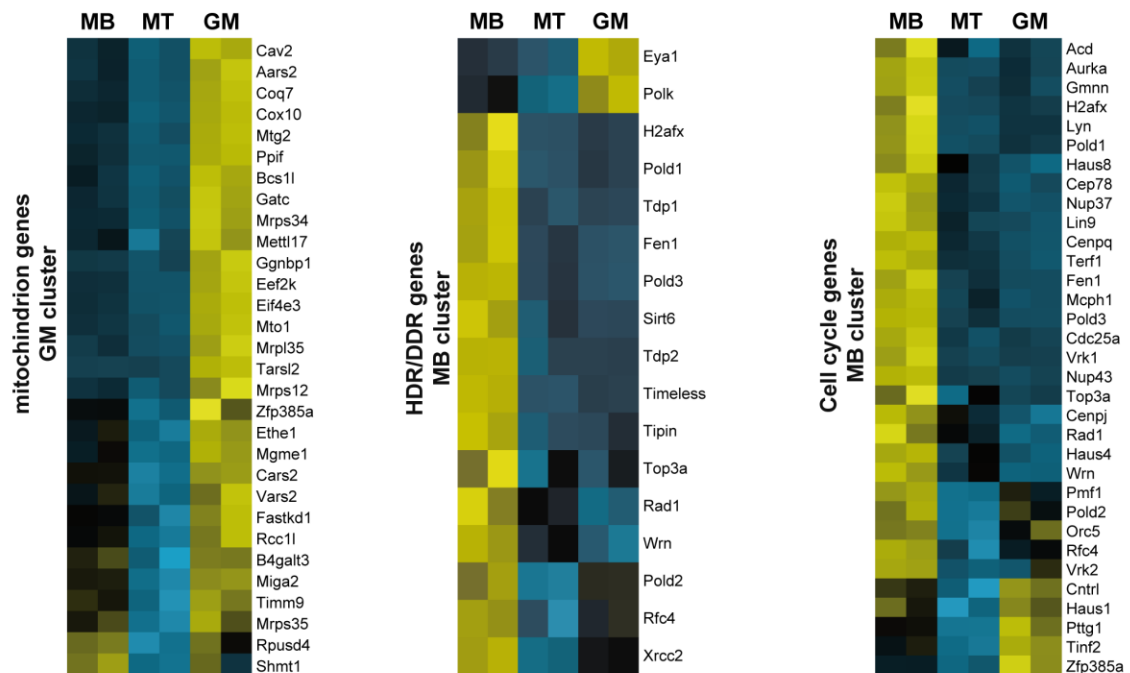 MB MT GM
mitochindrion genes
GM cluster
Cav2
Aars2
Coq7
Cox10
Mtg2
Ppif
Bcs1l
Gatc
Mrps34
Mettl17
Ggnbp1
Eef2k
Eif4e3
Mto1
Mrpl35
Tarsl2
Mrps12
Zfp385a
Ethe1
Mgme1
Cars2
Vars2
Fastkd1
Rcc1l
B4galt3
Miga2
Timm9
Mrps35
Rpusd4
Shmt1
MB MT GM
HDR/DDR genes
MB cluster
Eya1
Polk
H2afx
Pold1
Tdp1
Fen1
Pold3
Sirt6
Tdp2
Timeless
Tipin
Top3a
Rad1
Wrn
Pold2
Rfc4
Xrcc2
MB MT GM
Cell cycle genes
MB cluster
Acd
Aurka
Gmnn
H2afx
Lyn
Pold1
Haus8
Cep78
Nup37
Lin9
Cenpq
Terf1
Fen1
Mcph1
Pold3
Cdc25a
Vrk1
Nup43
Top3a
Cenpj
Rad1
Haus4
Wrn
Pmf1
Pold2
Orc5
Rfc4
Vrk2
Cntrl
Haus1
Pttg1
Tinf2
Zfp385a